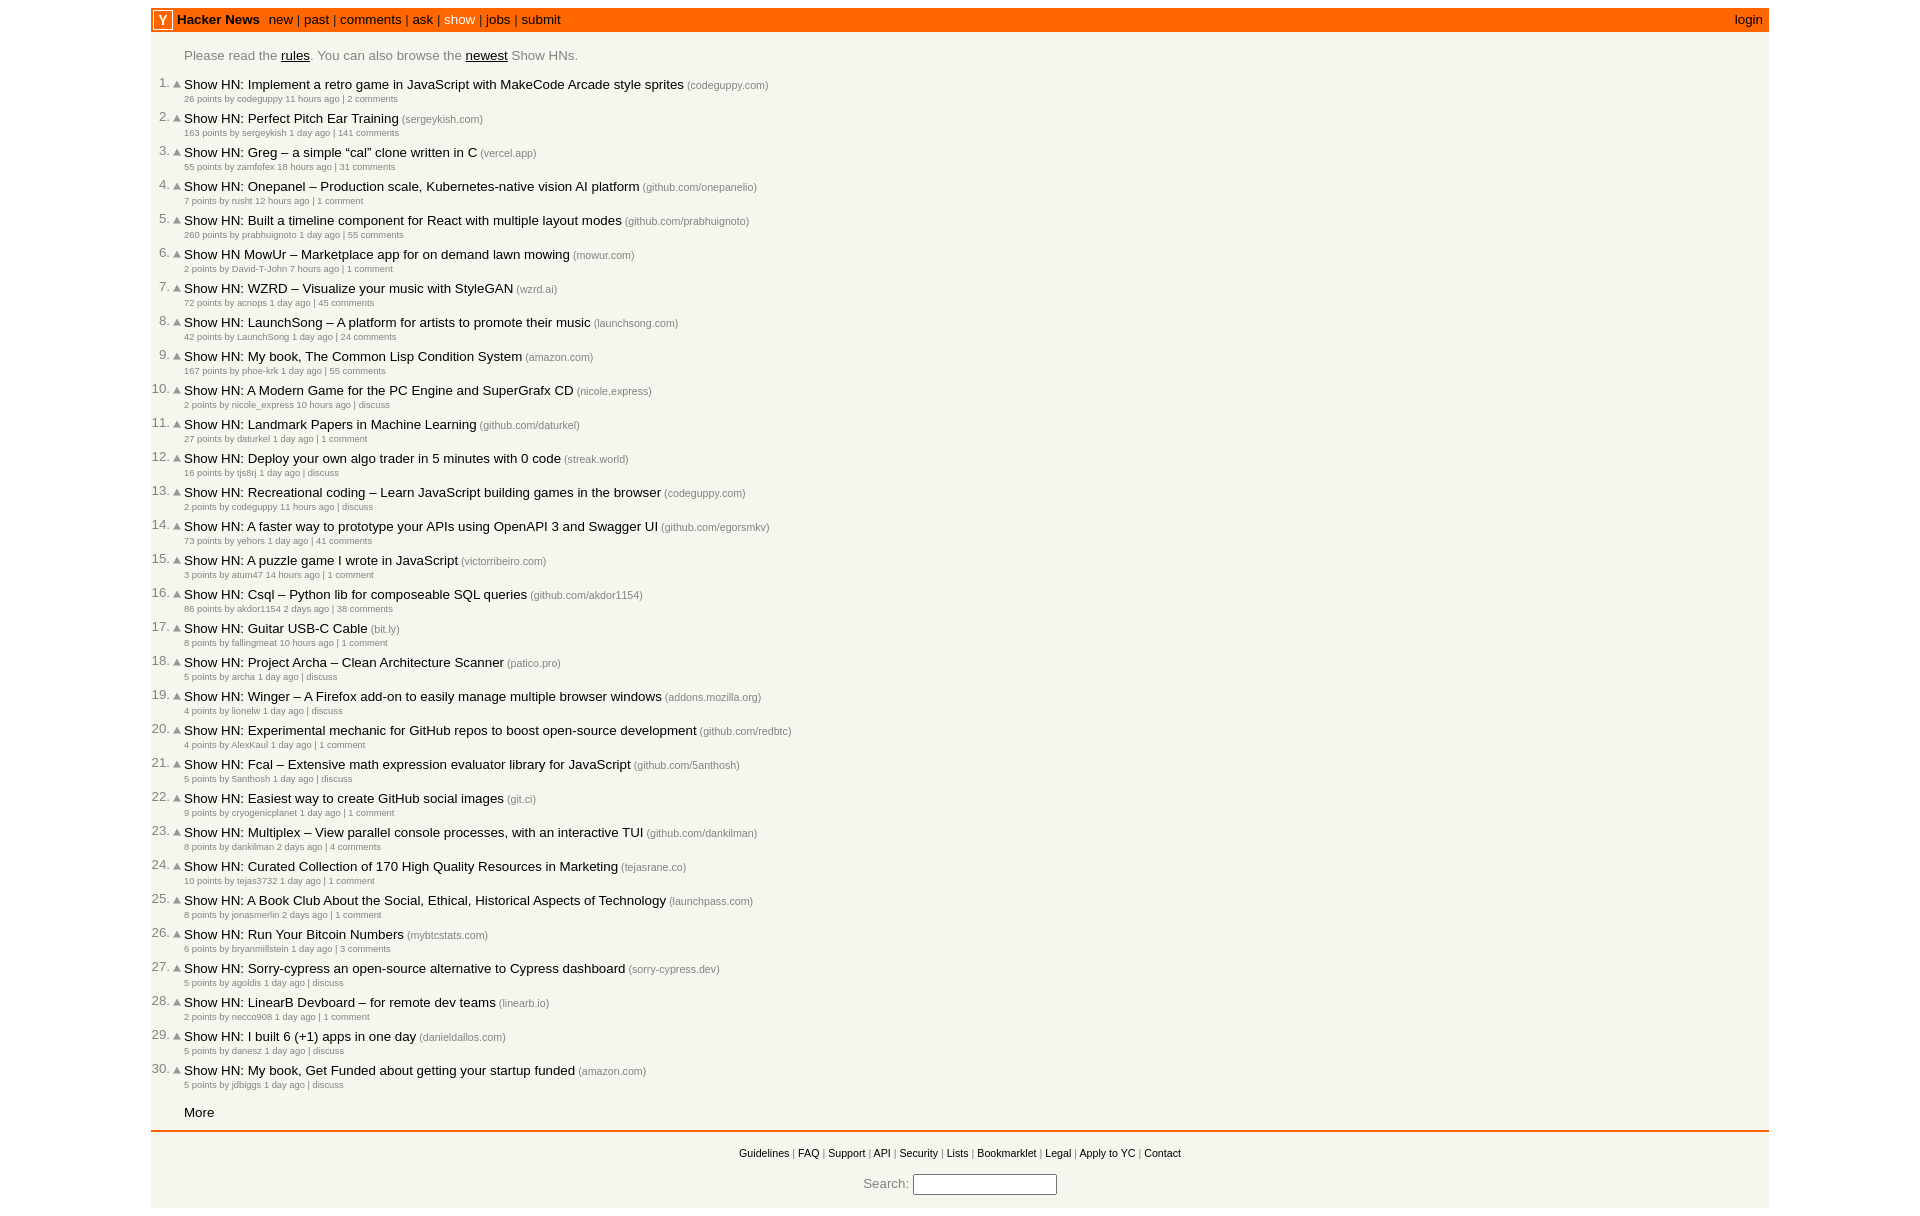 Y Hacker News new | past | comments | ask | show | jobs | submit login
Please read the rules. You can also browse the newest Show HNs.
1. Show HN: Implement a retro game in JavaScript with MakeCode Arcade style sprites (codeguppy.com)
26 points by codeguppy 11 hours ago | 2 comments
2. Show HN: Perfect Pitch Ear Training (sergeykish.com)
163 points by sergeykish 1 day ago | 141 comments
3. Show HN: Greg – a simple “cal” clone written in C (vercel.app)
55 points by zamfofex 18 hours ago | 31 comments
4. Show HN: Onepanel – Production scale, Kubernetes-native vision AI platform (github.com/onepanelio)
7 points by rusht 12 hours ago | 1 comment
5. Show HN: Built a timeline component for React with multiple layout modes (github.com/prabhuignoto)
260 points by prabhuignoto 1 day ago | 55 comments
6. Show HN MowUr – Marketplace app for on demand lawn mowing (mowur.com)
2 points by David-T-John 7 hours ago | 1 comment
7. Show HN: WZRD – Visualize your music with StyleGAN (wzrd.ai)
72 points by acnops 1 day ago | 45 comments
8. Show HN: LaunchSong – A platform for artists to promote their music (launchsong.com)
42 points by LaunchSong 1 day ago | 24 comments
9. Show HN: My book, The Common Lisp Condition System (amazon.com)
167 points by phoe-krk 1 day ago | 55 comments
10. Show HN: A Modern Game for the PC Engine and SuperGrafx CD (nicole.express)
2 points by nicole_express 10 hours ago | discuss
11. Show HN: Landmark Papers in Machine Learning (github.com/daturkel)
27 points by daturkel 1 day ago | 1 comment
12. Show HN: Deploy your own algo trader in 5 minutes with 0 code (streak.world)
16 points by tjs8rj 1 day ago | discuss
13. Show HN: Recreational coding – Learn JavaScript building games in the browser (codeguppy.com)
2 points by codeguppy 11 hours ago | discuss
14. Show HN: A faster way to prototype your APIs using OpenAPI 3 and Swagger UI (github.com/egorsmkv)
73 points by yehors 1 day ago | 41 comments
15. Show HN: A puzzle game I wrote in JavaScript (victorribeiro.com)
3 points by atum47 14 hours ago | 1 comment
16. Show HN: Csql – Python lib for composeable SQL queries (github.com/akdor1154)
86 points by akdor1154 2 days ago | 38 comments
17. Show HN: Guitar USB-C Cable (bit.ly)
8 points by fallingmeat 10 hours ago | 1 comment
18. Show HN: Project Archa – Clean Architecture Scanner (patico.pro)
5 points by archa 1 day ago | discuss
19. Show HN: Winger – A Firefox add-on to easily manage multiple browser windows (addons.mozilla.org)
4 points by lionelw 1 day ago | discuss
20. Show HN: Experimental mechanic for GitHub repos to boost open-source development (github.com/redbtc)
4 points by AlexKaul 1 day ago | 1 comment
21. Show HN: Fcal – Extensive math expression evaluator library for JavaScript (github.com/5anthosh)
5 points by 5anthosh 1 day ago | discuss
22. Show HN: Easiest way to create GitHub social images (git.ci)
9 points by cryogenicplanet 1 day ago | 1 comment
23. Show HN: Multiplex – View parallel console processes, with an interactive TUI (github.com/dankilman)
8 points by dankilman 2 days ago | 4 comments
24. Show HN: Curated Collection of 170 High Quality Resources in Marketing (tejasrane.co)
10 points by tejas3732 1 day ago | 1 comment
25. Show HN: A Book Club About the Social, Ethical, Historical Aspects of Technology (launchpass.com)
8 points by jonasmerlin 2 days ago | 1 comment
26. Show HN: Run Your Bitcoin Numbers (mybtcstats.com)
6 points by bryanmillstein 1 day ago | 3 comments
27. Show HN: Sorry-cypress an open-source alternative to Cypress dashboard (sorry-cypress.dev)
5 points by agoldis 1 day ago | discuss
28. Show HN: LinearB Devboard – for remote dev teams (linearb.io)
2 points by necco908 1 day ago | 1 comment
29. Show HN: I built 6 (+1) apps in one day (danieldallos.com)
5 points by danesz 1 day ago | discuss
30. Show HN: My book, Get Funded about getting your startup funded (amazon.com)
5 points by jdbiggs 1 day ago | discuss
More
Guidelines | FAQ | Support | API | Security | Lists | Bookmarklet | Legal | Apply to YC | Contact
Search: